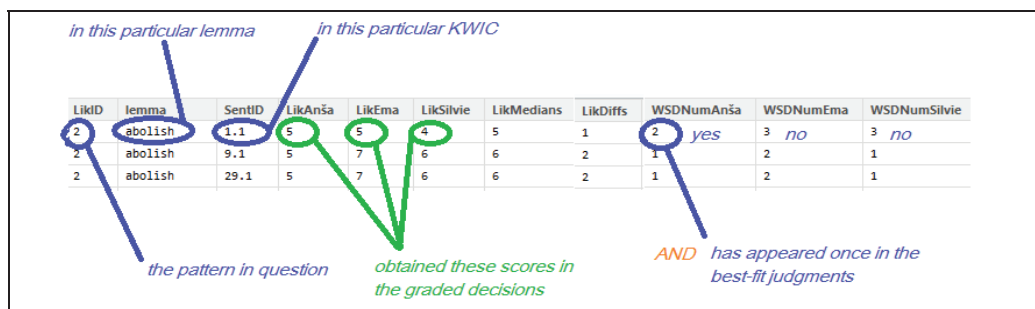 in this particular lemma in this particular KWIC
LikID lemma SentID LikAnša LikEma LikSilvie LikMedians LikDiffs WSDNumAnša WSDNumEma WSDNumSilvie
2 abolish 1.1 5 5 4 5 1 2 yes 3 no 3 no
2 abolish 9.1 5 7 6 6 2 1 2 1
2 abolish 29.1 5 7 6 6 2 1 2 1
the pattern in question
obtained these scores in
the graded decisions
AND has appeared once in the
best-fit judgments